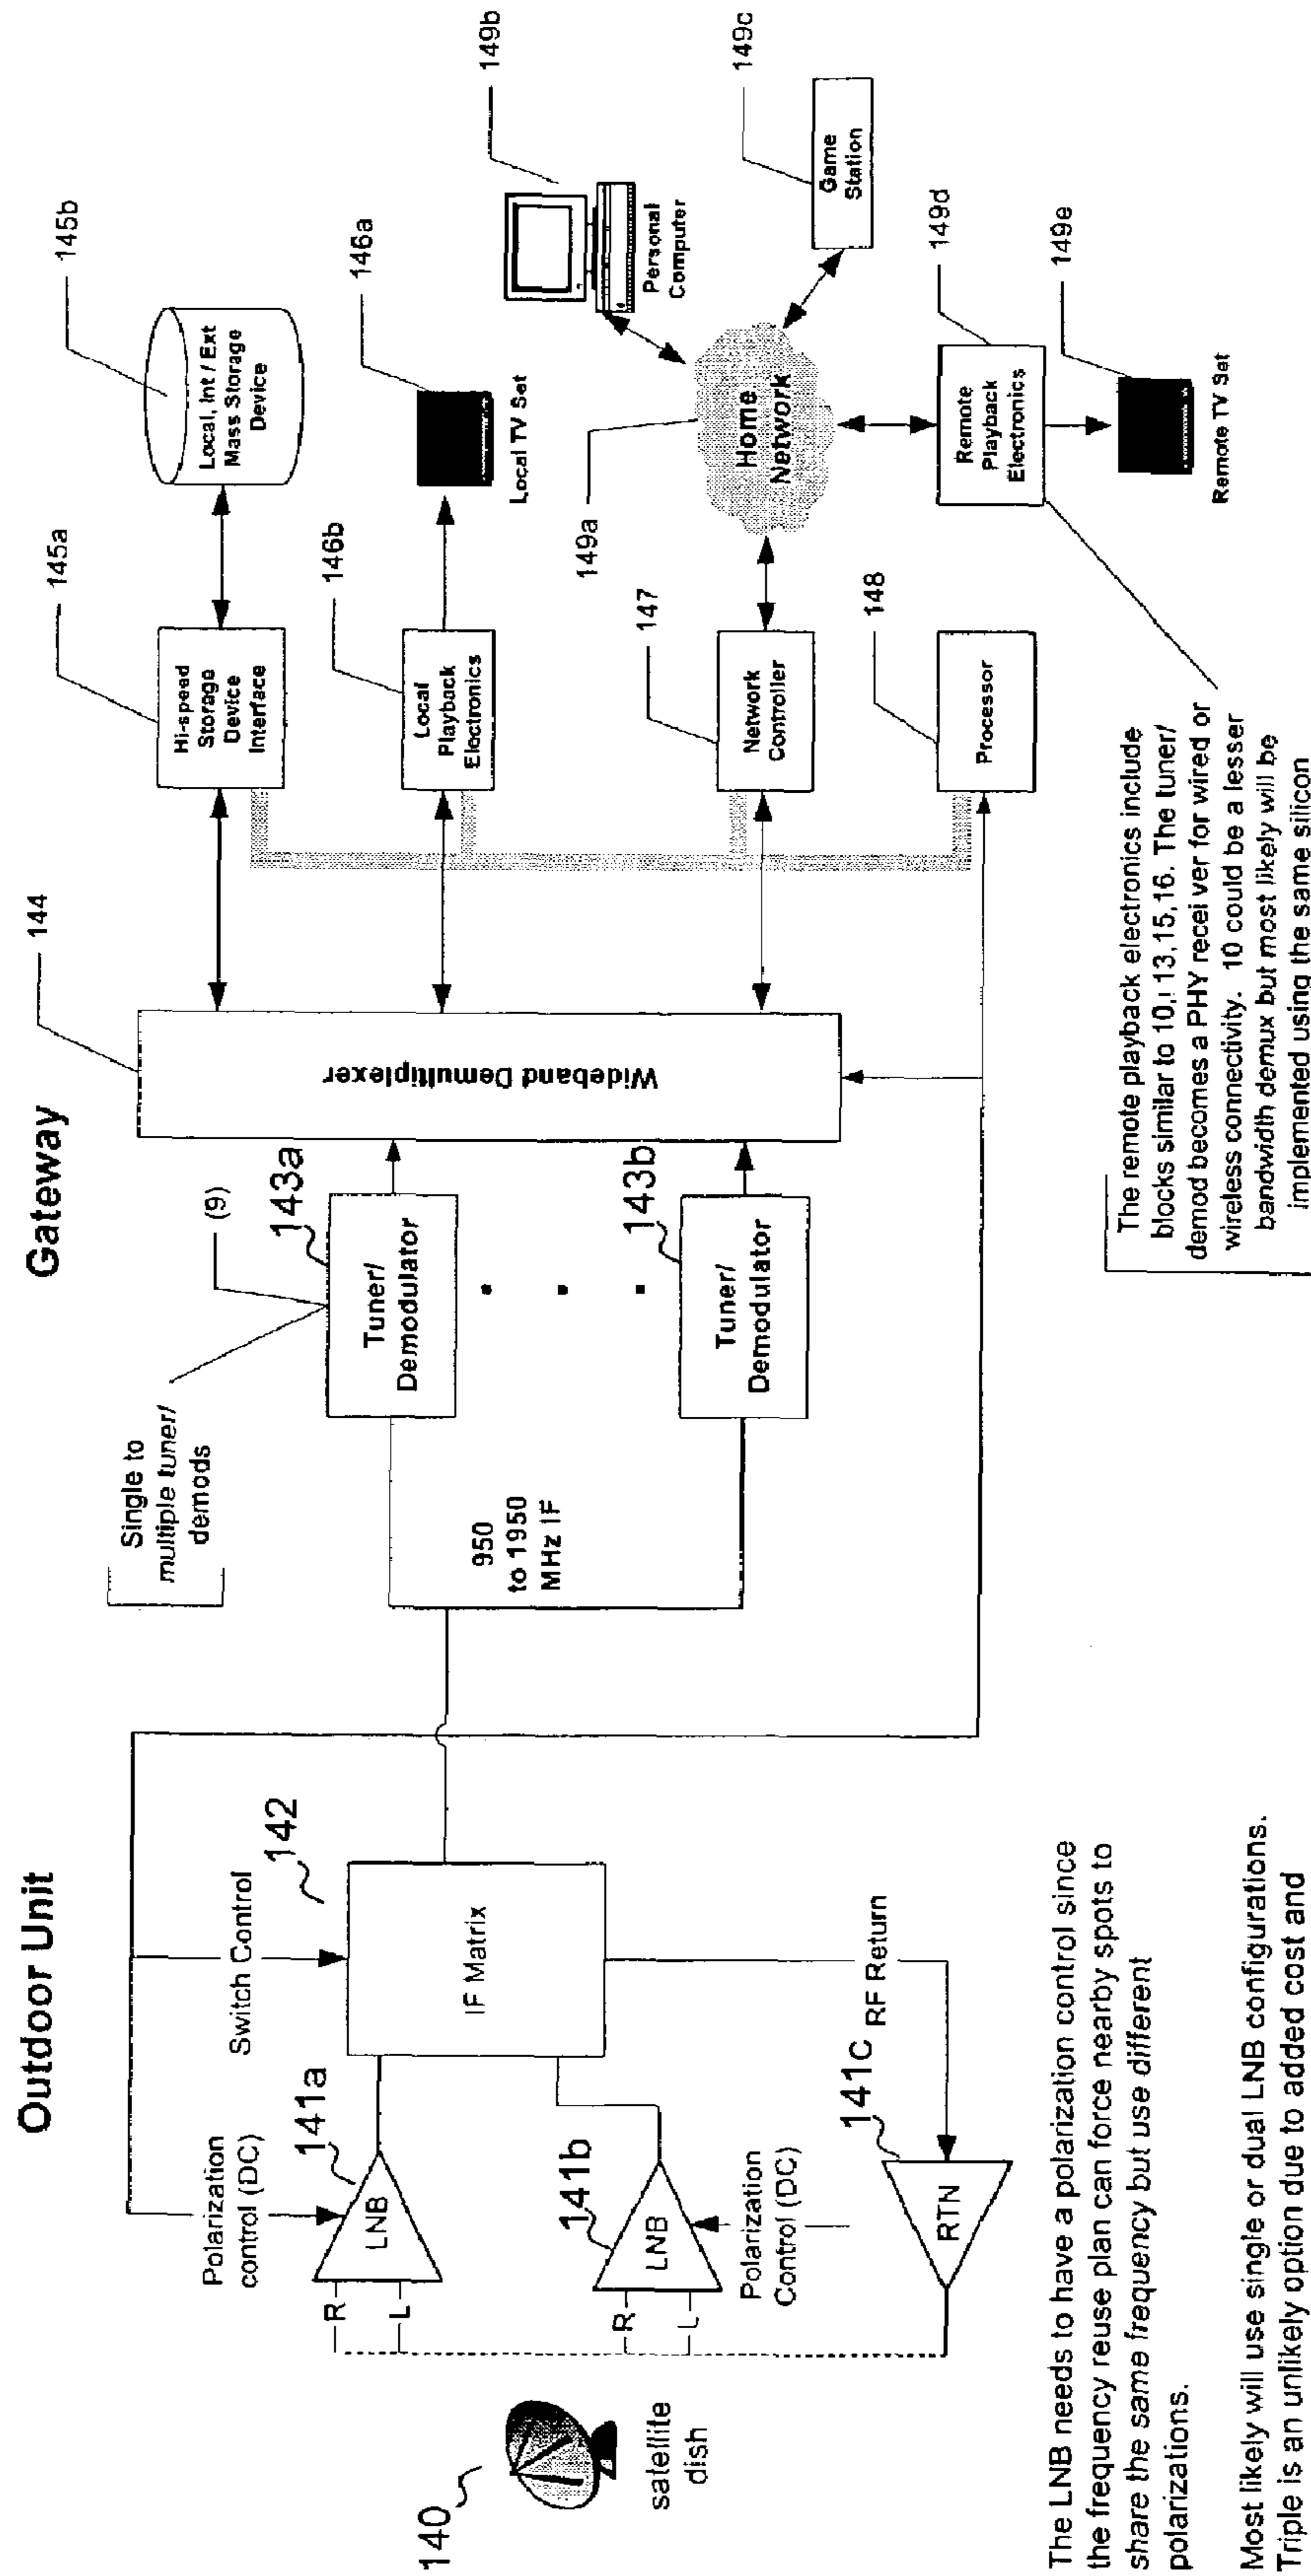 Outdoor Unit
Gateway
140
satellite
dish
Polarization
control (DC)
141a
LNB
R
L
141b
LNB
R
L
Polarization
Control (DC)
141c
RTN
RF Return
Switch Control
142
IF Matrix
950
to 1950
MHz IF
Single to
multiple tuner/
demods
(9)
143a
Tuner/
Demodulator
143b
Tuner/
Demodulator
144
Wideband Demultiplexer
145a
Hi-speed
Storage
Device
Interface
145b
Local, Int / Ext
Mass Storage
Device
146b
Local
Playback
Electronics
146a
Local TV Set
147
Network
Controller
148
Processor
149a
Home
Network
149b
Personal
Computer
149c
Game
Station
149d
Remote
Playback
Electronics
149e
Remote TV Set
The LNB needs to have a polarization control since
the frequency reuse plan can force nearby spots to
share the same frequency but use different
polarizations.
Most likely will use single or dual LNB configurations.
Triple is an unlikely option due to added cost and
The remote playback electronics include
blocks similar to 10, 13, 15, 16. The tuner/
demod becomes a PHY receiver for wired or
wireless connectivity. 10 could be a lesser
bandwidth demux but most likely will be
implemented using the same silicon